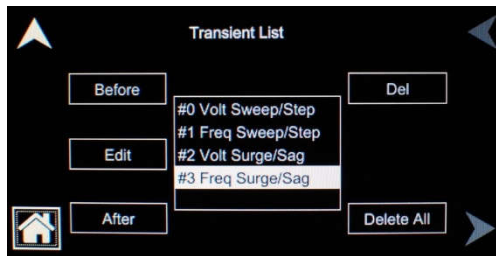 Transient List
Before
Del
#0 Volt Sweep/Step
#1 Freq Sweep/Step
Edit
#2 Volt Surge/Sag
#3 Freq Surge/Sag
After
Delete All